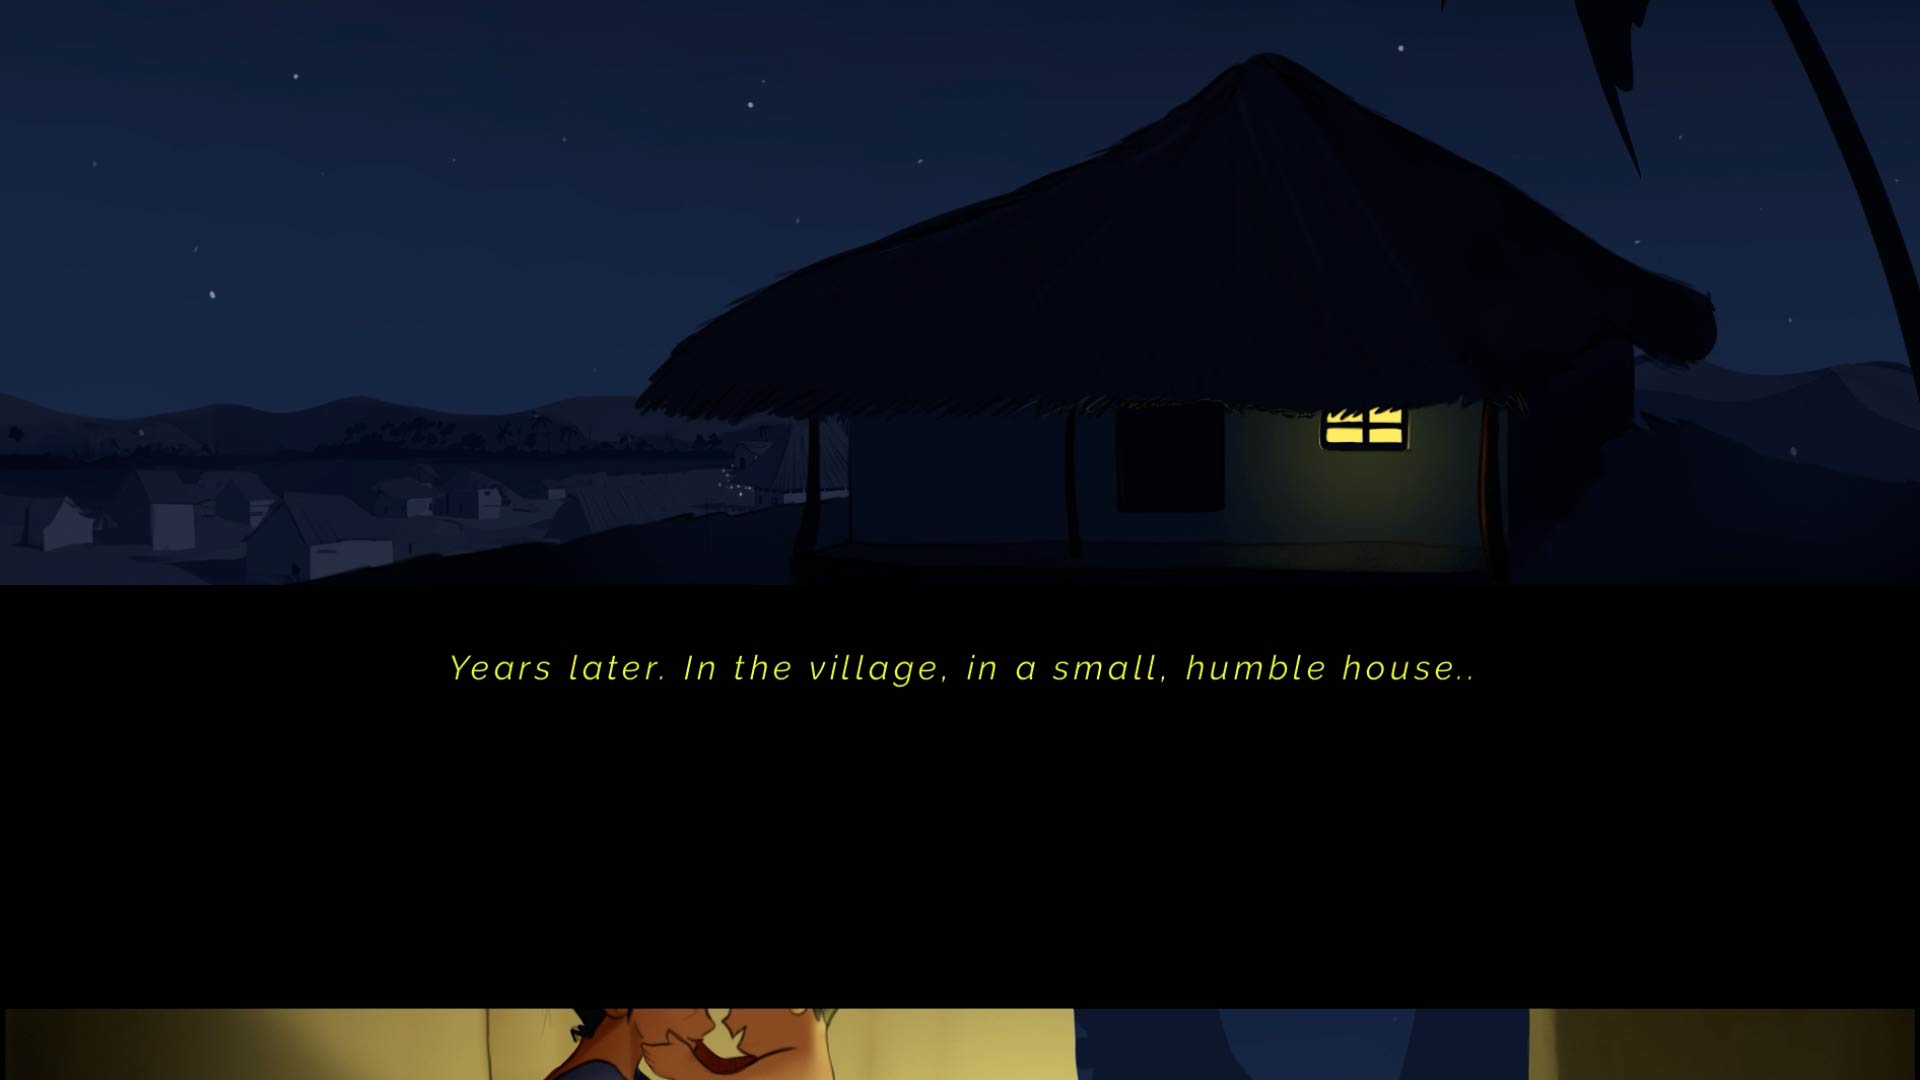 Years later. In the village, in a small, humble house..